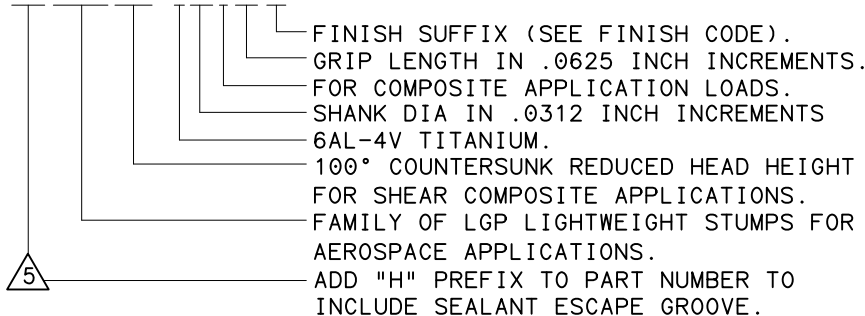 FINISH SUFFIX (SEE FINISH CODE).
GRIP LENGTH IN .0625 INCH INCREMENTS.
FOR COMPOSITE APPLICATION LOADS.
SHANK DIA IN .0312 INCH INCREMENTS
6AL-4V TITANIUM.
100° COUNTERSUNK REDUCED HEAD HEIGHT
FOR SHEAR COMPOSITE APPLICATIONS.
FAMILY OF LGP LIGHTWEIGHT STUMPS FOR
AEROSPACE APPLICATIONS.
5 ADD "H" PREFIX TO PART NUMBER TO
INCLUDE SEALANT ESCAPE GROOVE.